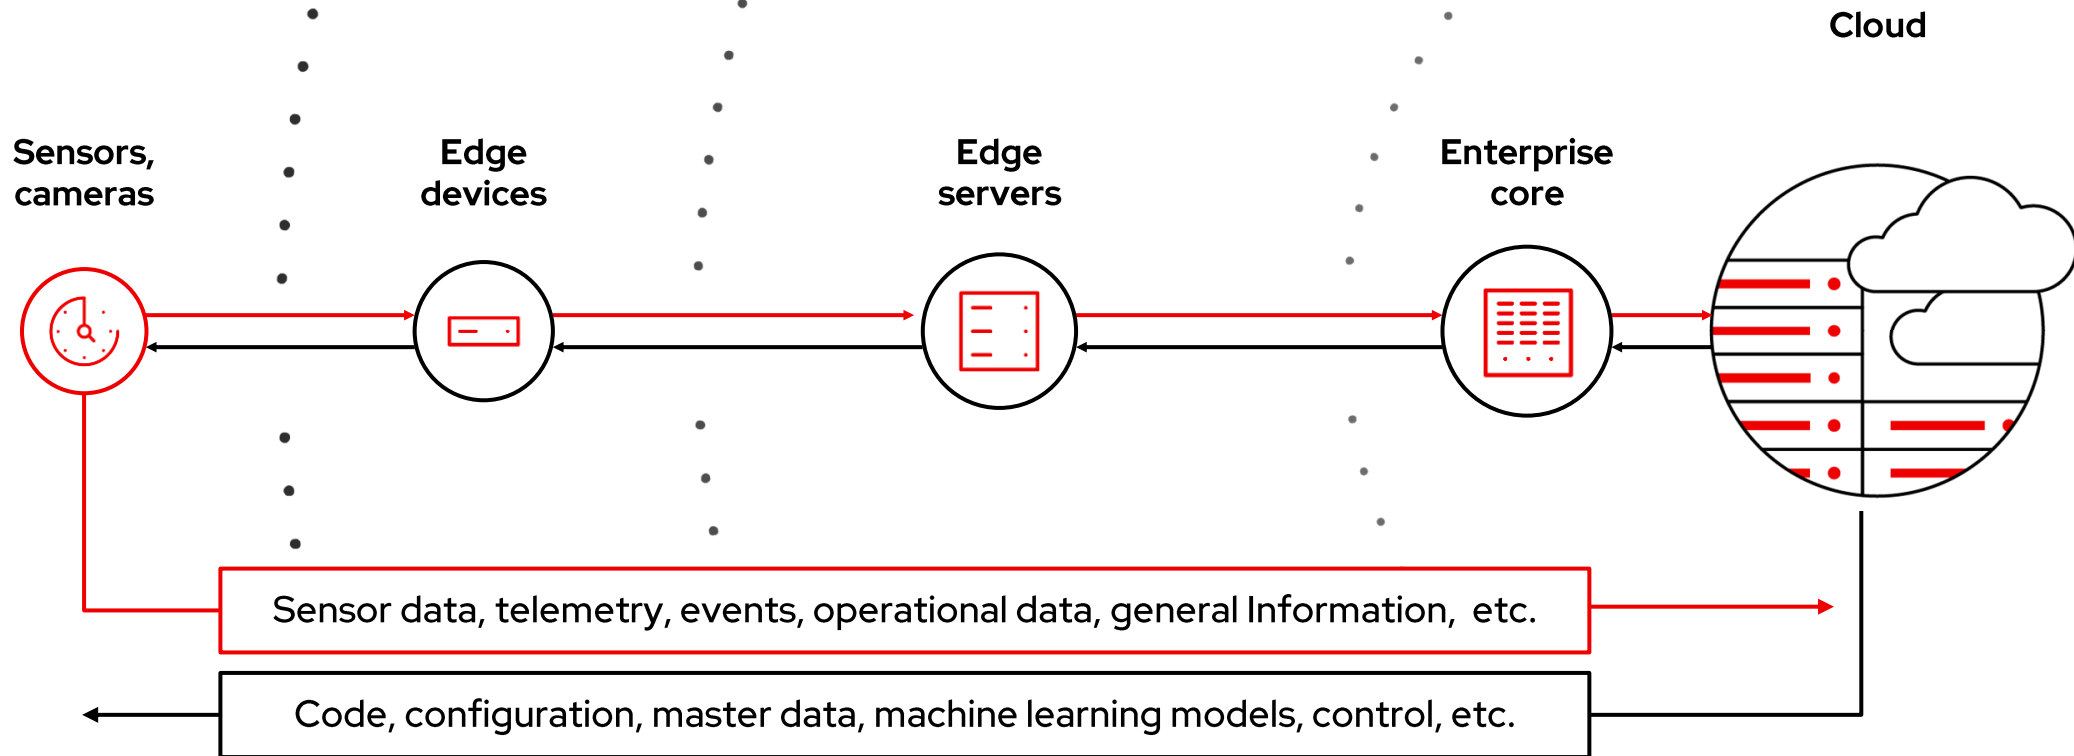 Cloud
Sensors,
cameras
Edge
devices
Edge
servers
Enterprise
core
Sensor data, telemetry, events, operational data, general Information,  etc.
Code, configuration, master data, machine learning models, control, etc.